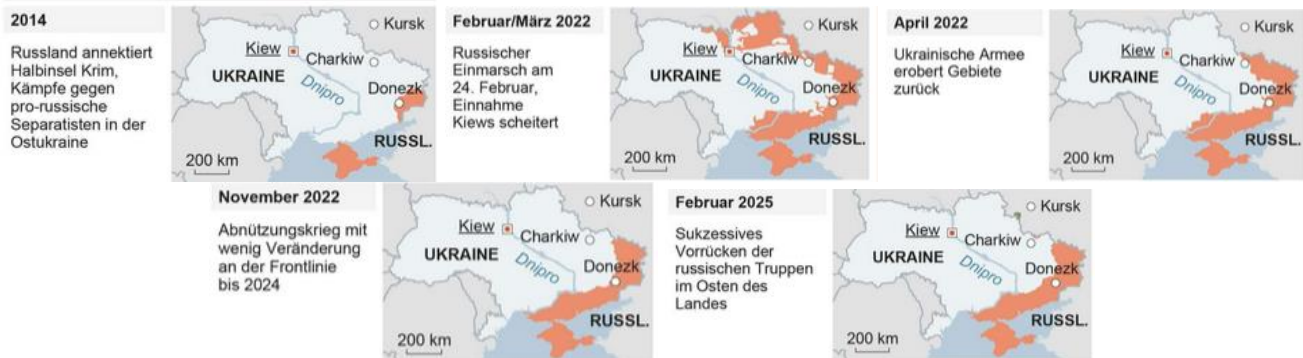 2014
Russland annektiert
Halbinsel Krim,
Kämpfe gegen
pro-russische
Separatisten in der
Ostukraine
Kursk
Kiew
Charkiw
UKRAINE
Donezk
Dnipro
RUSSL.
200 km
Februar/März 2022
Russischer
Einmarsch am
24. Februar,
Einnahme
Kiews scheitert
Kursk
Kiew
Charkiw
UKRAINE
Donezk
Dnipro
RUSSL.
200 km
April 2022
Ukrainische Armee
erobert Gebiete
zurück
Kursk
Kiew
Charkiw
UKRAINE
Donezk
Dnipro
RUSSL.
200 km
November 2022
Abnützungskrieg mit
wenig Veränderung
an der Frontlinie
bis 2024
Kursk
Kiew
Charkiw
UKRAINE
Donezk
Dnipro
RUSSL.
200 km
Februar 2025
Sukzessives
Vorrücken der
russischen Truppen
im Osten des
Landes
Kursk
Kiew
Charkiw
UKRAINE
Donezk
Dnipro
RUSSL.
200 km